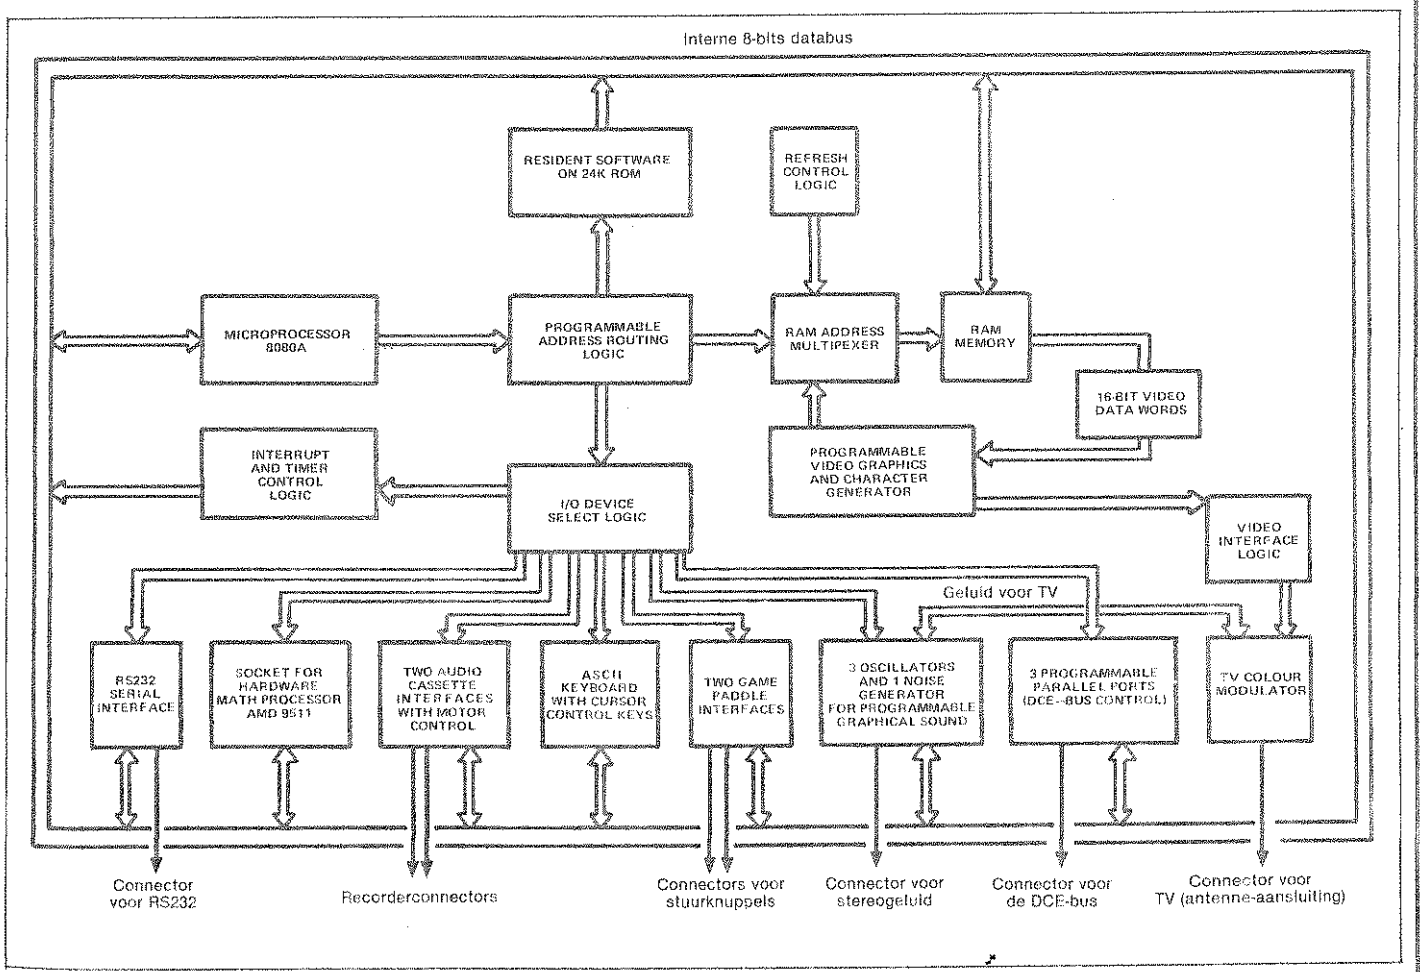 Interne 8-bits databus
RESIDENT SOFTWARE
ON 24K ROM
REFRESH
CONTROL
LOGIC
MICROPROCESSOR
8080A
PROGRAMMABLE
ADDRESS ROUTING
LOGIC
RAM ADDRESS
MULTIPEXER
RAM
MEMORY
16-BIT VIDEO
DATA WORDS
INTERRUPT
AND TIMER
CONTROL
LOGIC
I/O DEVICE
SELECT LOGIC
PROGRAMMABLE
VIDEO GRAPHICS
AND CHARACTER
GENERATOR
VIDEO
INTERFACE
LOGIC
Geluid voor TV
RS232
SERIAL
INTERFACE
SOCKET FOR
HARDWARE
MATH PROCESSOR
AMD 9511
TWO AUDIO
CASSETTE
INTERFACES
WITH MOTOR
CONTROL
ASCII
KEYBOARD
WITH CURSOR
CONTROL KEYS
TWO GAME
PADDLE
INTERFACES
3 OSCILLATORS
AND 1 NOISE
GENERATOR
FOR PROGRAMMABLE
GRAPHICAL SOUND
3 PROGRAMMABLE
PARALLEL PORTS
(DCE--BUS CONTROL)
TV COLOUR
MODULATOR
Connector
voor RS232
Recorderconnectors
Connectors voor
stuurknuppels
Connector voor
stereogeluid
Connector voor
de DCE-bus
Connector voor
TV (antenne-aansluiting)